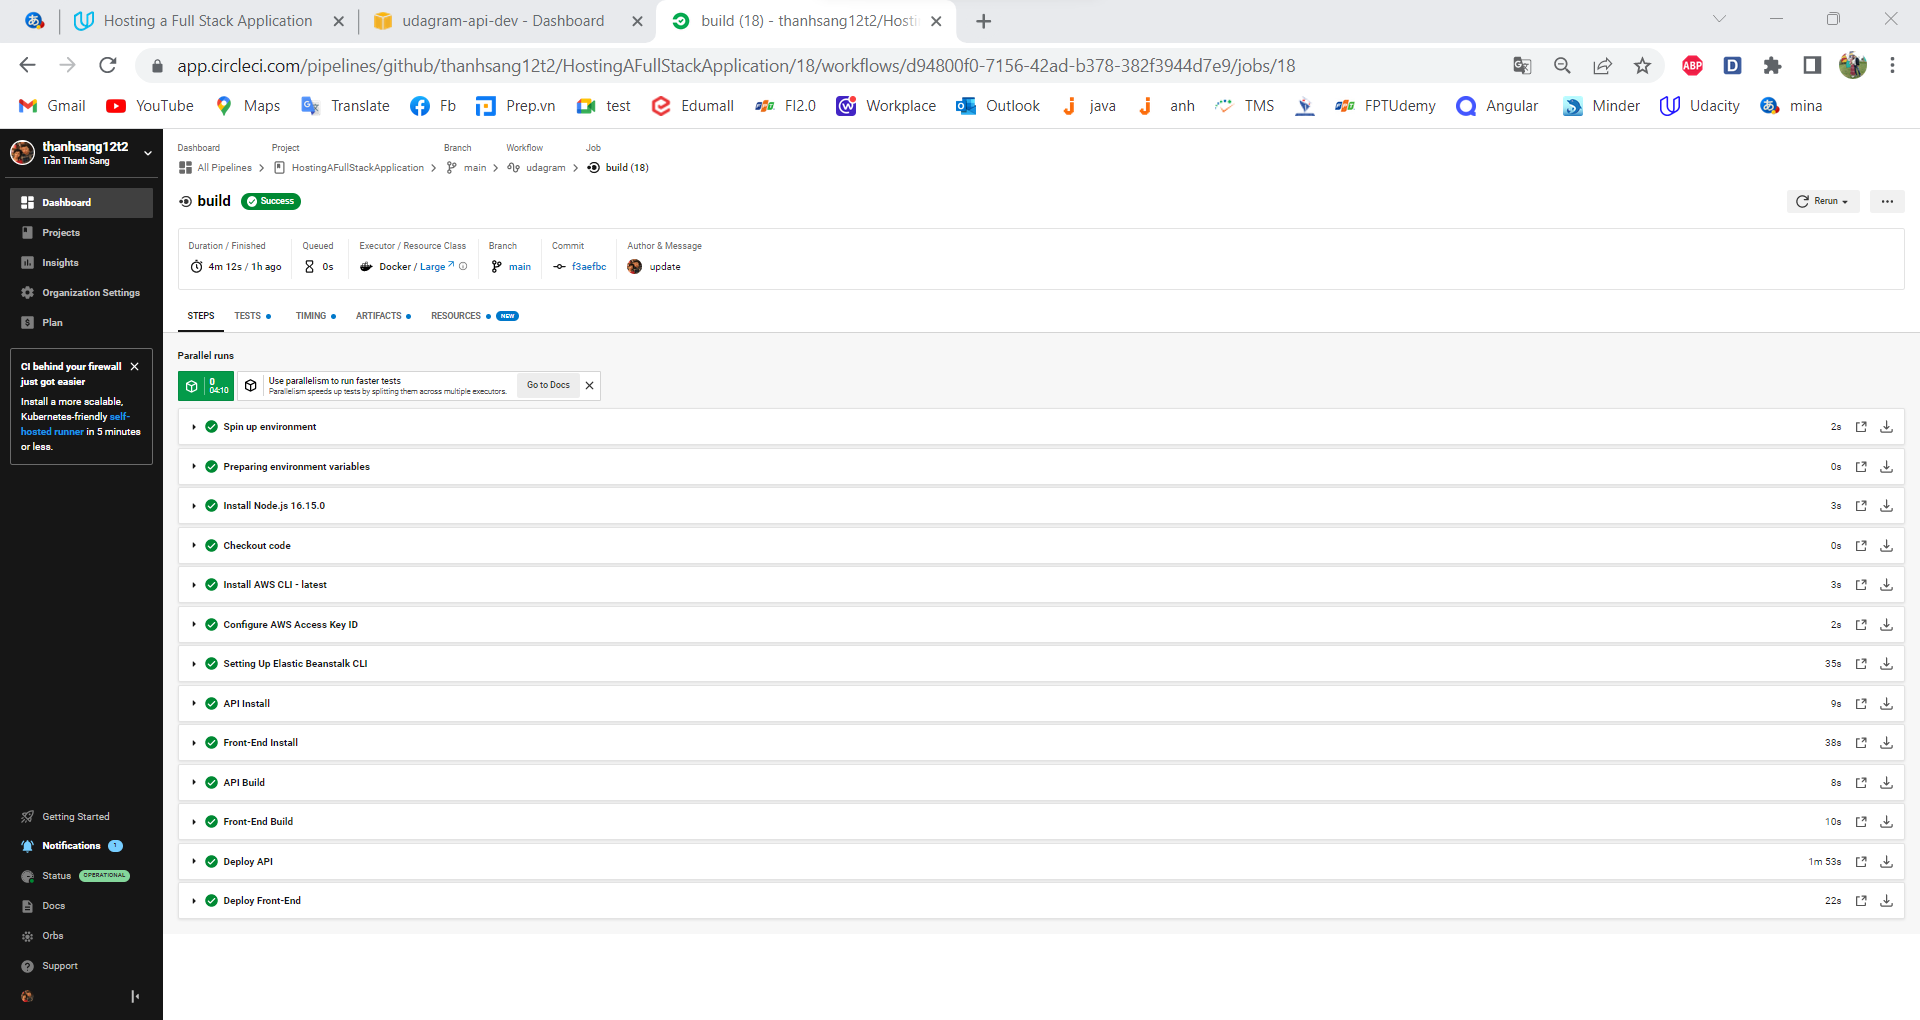 Hosting a Full Stack Application
udagram-api-dev - Dashboard
build (18) - thanhsang12t2/Hosti
app.circleci.com/pipelines/github/thanhsang12t2/HostingAFullStackApplication/18/workflows/d94800f0-7156-42ad-b378-382f3944d7e9/jobs/18
Gmail YouTube Maps Translate Fb Prep.vn test Edumall FI2.0 Workplace Outlook java anh TMS FPTUdemy Angular Minder Udacity mina
thanhsang12t2
Trần Thanh Sang
Dashboard
Projects
Insights
Organization Settings
Plan
CI behind your firewall
just got easier
Install a more scalable,
Kubernetes-friendly self-
hosted runner in 5 minutes
or less.
Getting Started
Notifications 1
Status OPERATIONAL
Docs
Orbs
Support
Dashboard Project Branch Workflow Job
All Pipelines HostingAFullStackApplication main udagram build (18)
build Success
Rerun
Duration / Finished Queued Executor / Resource Class Branch Commit Author & Message
4m 12s / 1h ago 0s Docker / Large main f3aefbc update
STEPS TESTS TIMING ARTIFACTS RESOURCES NEW
Parallel runs
0
04:10
Use parallelism to run faster tests
Parallelism speeds up tests by splitting them across multiple executors.
Go to Docs
Spin up environment 2s
Preparing environment variables 0s
Install Node.js 16.15.0 3s
Checkout code 0s
Install AWS CLI - latest 3s
Configure AWS Access Key ID 2s
Setting Up Elastic Beanstalk CLI 35s
API Install 9s
Front-End Install 38s
API Build 8s
Front-End Build 10s
Deploy API 1m 53s
Deploy Front-End 22s